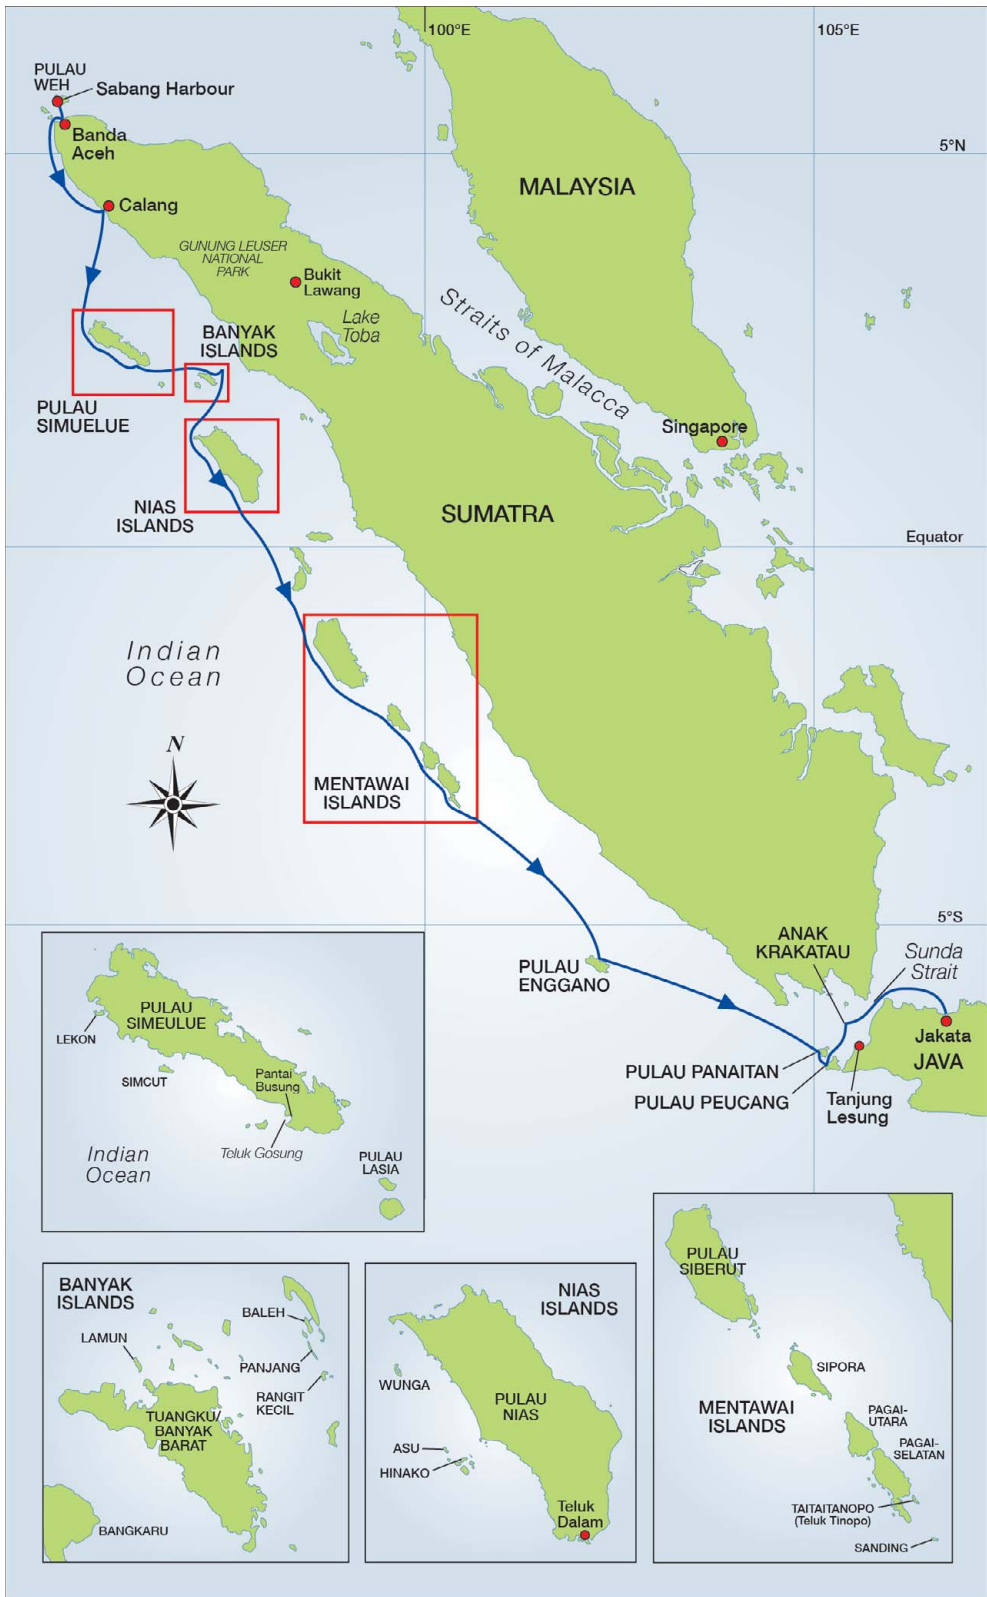 100°E
105°E
PULAU
WEH
Sabang Harbour
Banda
Aceh
5°N
MALAYSIA
Calang
GUNUNG LEUSER
NATIONAL
PARK
Bukit
Lawang
Straits of Malacca
Lake
Toba
BANYAK
ISLANDS
PULAU
SIMUELUE
Singapore
NIAS
ISLANDS
SUMATRA
Equator
Indian
Ocean
N
MENTAWAI
ISLANDS
5°S
ANAK
KRAKATAU
Sunda
Strait
PULAU
ENGGANO
Jakata
JAVA
PULAU PANAITAN
PULAU PEUCANG
Tanjung
Lesung
PULAU
SIMEULUE
LEKON
SIMCUT
Pantai
Busung
Indian
Ocean
Teluk Gosung
PULAU
LASIA
BANYAK
ISLANDS
BALEH
LAMUN
PANJANG
RANGIT
KECIL
TUANGKU/
BANYAK
BARAT
BANGKARU
NIAS
ISLANDS
WUNGA
PULAU
NIAS
ASU
HINAKO
Teluk
Dalam
PULAU
SIBERUT
SIPORA
MENTAWAI
ISLANDS
PAGAI-
UTARA
PAGAI-
SELATAN
TAITAITANOPO
(Teluk Tinopo)
SANDING